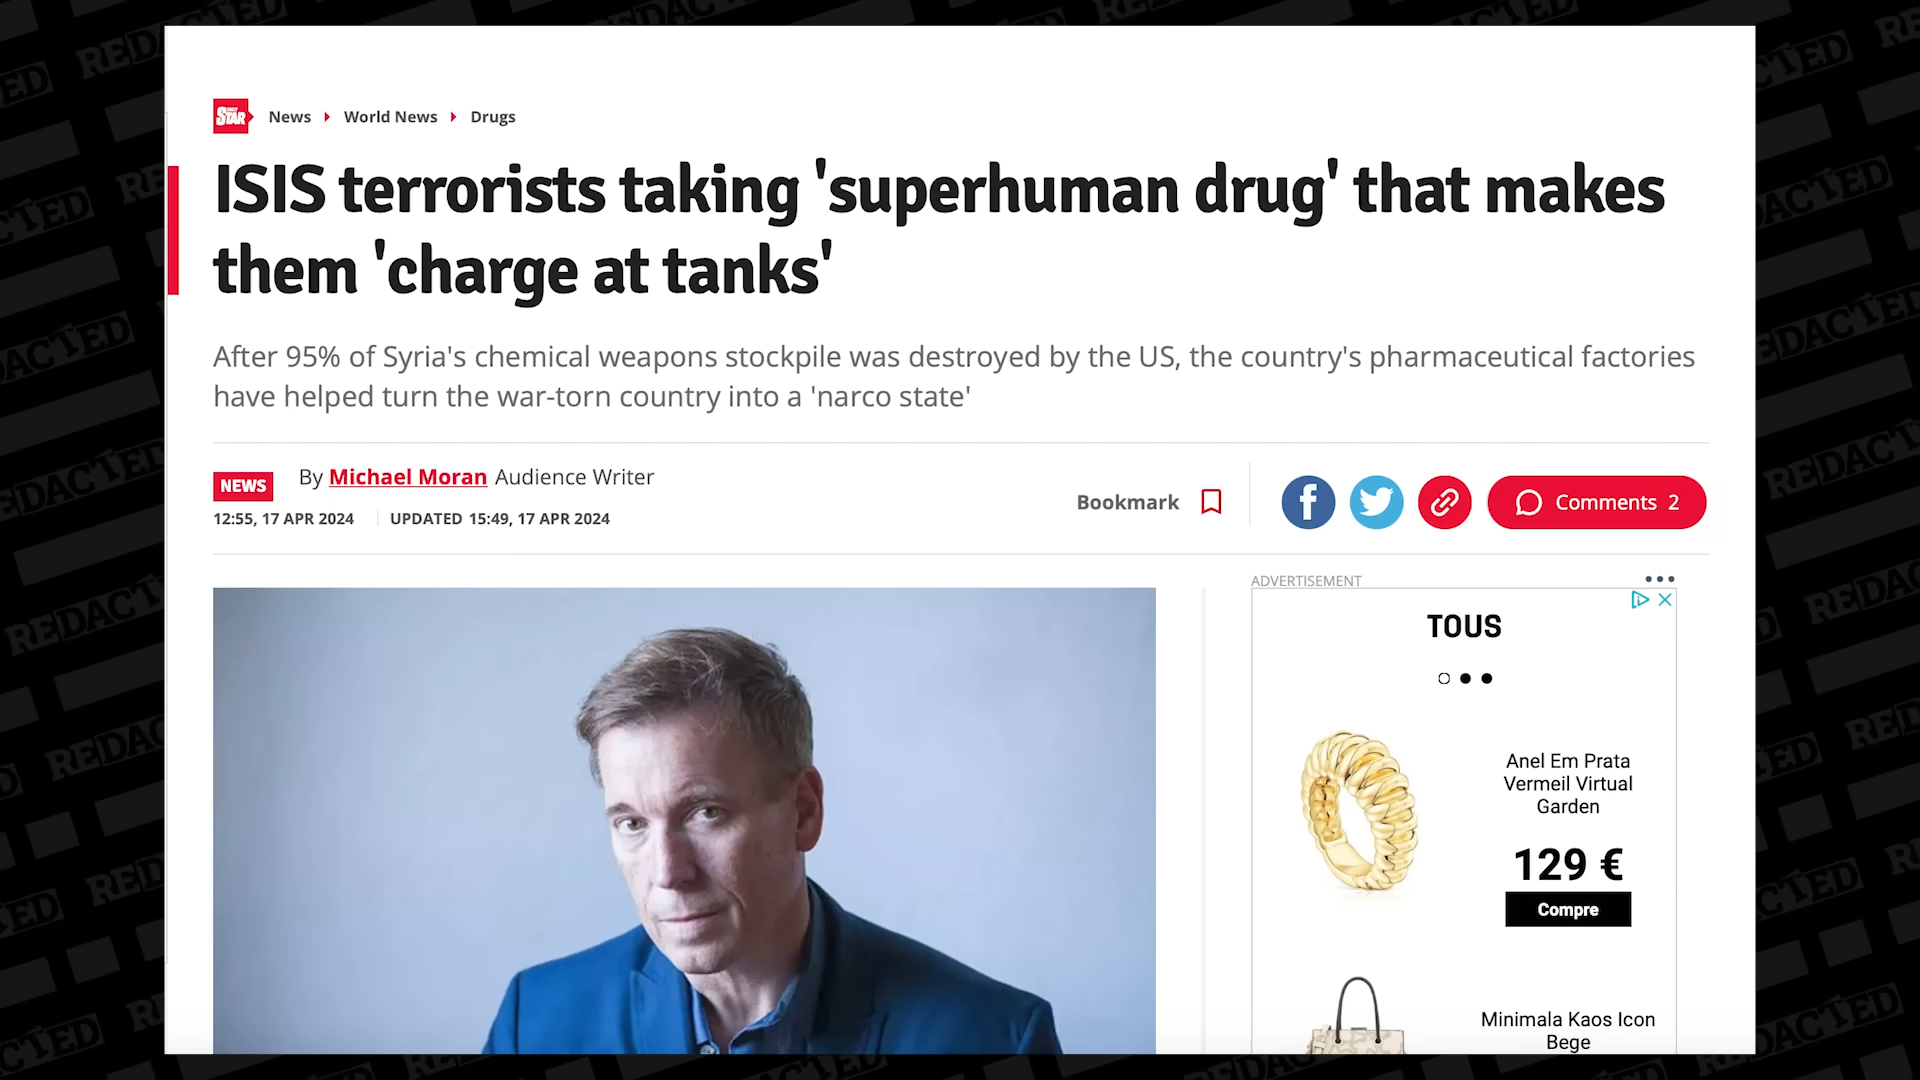 DAILY STAR
News World News Drugs
ISIS terrorists taking 'superhuman drug' that makes
them 'charge at tanks'
After 95% of Syria's chemical weapons stockpile was destroyed by the US, the country's pharmaceutical factories
have helped turn the war-torn country into a 'narco state'
NEWS
By Michael Moran Audience Writer
12:55, 17 APR 2024 UPDATED 15:49, 17 APR 2024
Bookmark
Comments 2
ADVERTISEMENT
TOUS
Anel Em Prata
Vermeil Virtual
Garden
129 €
Compre
Minimala Kaos Icon
Bege
REDACTED